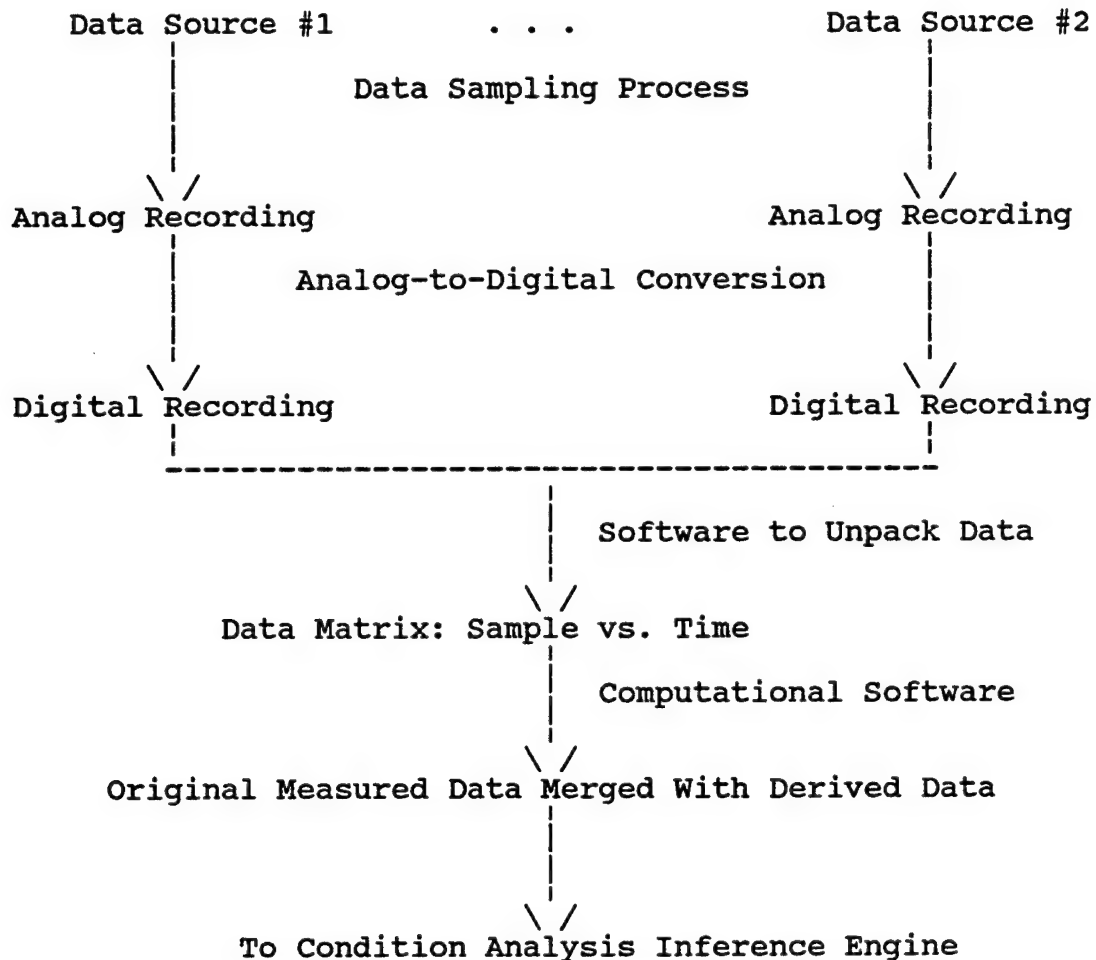 Data Source #1 . . . Data Source #2
Data Sampling Process
Analog Recording Analog Recording
Analog-to-Digital Conversion
Digital Recording Digital Recording
Software to Unpack Data
Data Matrix: Sample vs. Time
Computational Software
Original Measured Data Merged With Derived Data
To Condition Analysis Inference Engine